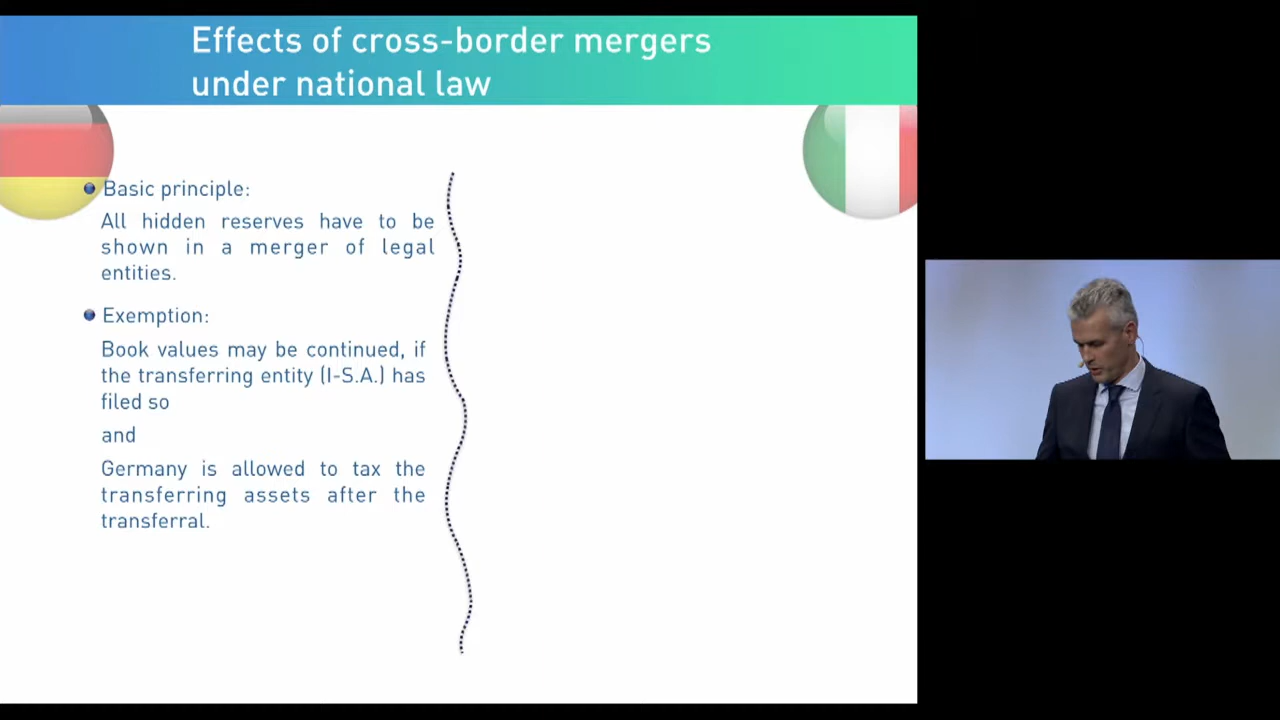 Effects of cross-border mergers
under national law
Basic principle:
All hidden reserves have to be
shown in a merger of legal
entities.
Exemption:
Book values may be continued, if
the transferring entity (I-S.A.) has
filed so
and
Germany is allowed to tax the
transferring assets after the
transferral.